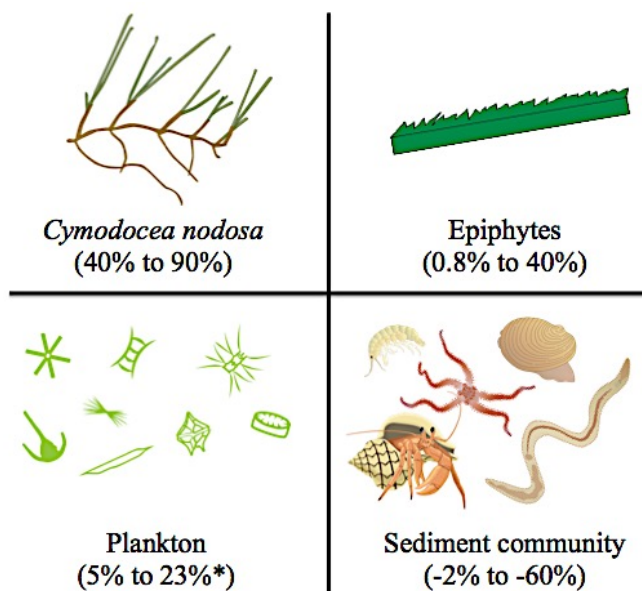 Cymodocea nodosa
(40% to 90%)
Epiphytes
(0.8% to 40%)
Plankton
(5% to 23%*)
Sediment community
(-2% to -60%)